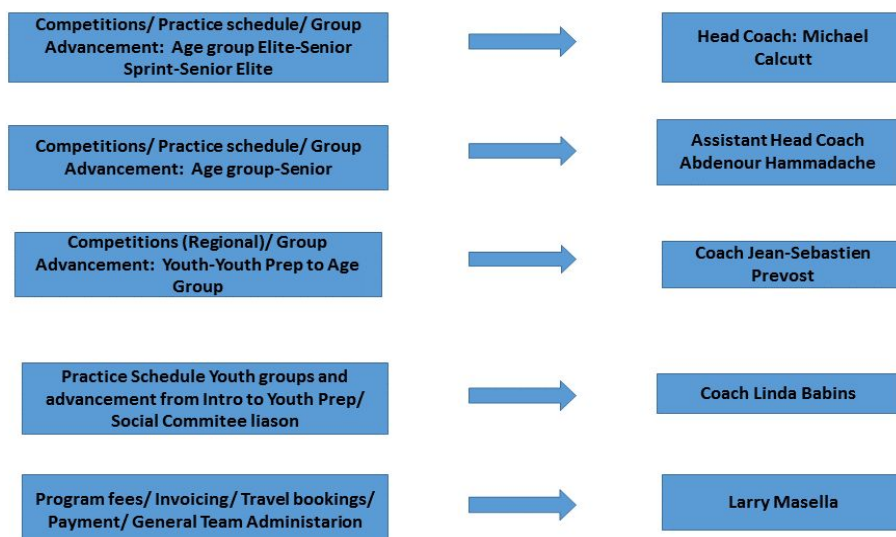 Competitions/ Practice schedule/ Group
Advancement: Age group Elite-Senior
Sprint-Senior Elite
Head Coach: Michael
Calcutt
Competitions/ Practice schedule/ Group
Advancement: Age group-Senior
Assistant Head Coach
Abdenour Hammadache
Competitions (Regional)/ Group
Advancement: Youth-Youth Prep to Age
Group
Coach Jean-Sebastien
Prevost
Practice Schedule Youth groups and
advancement from Intro to Youth Prep/
Social Commitee liason
Coach Linda Babins
Program fees/ Invoicing/ Travel bookings/
Payment/ General Team Administarion
Larry Masella